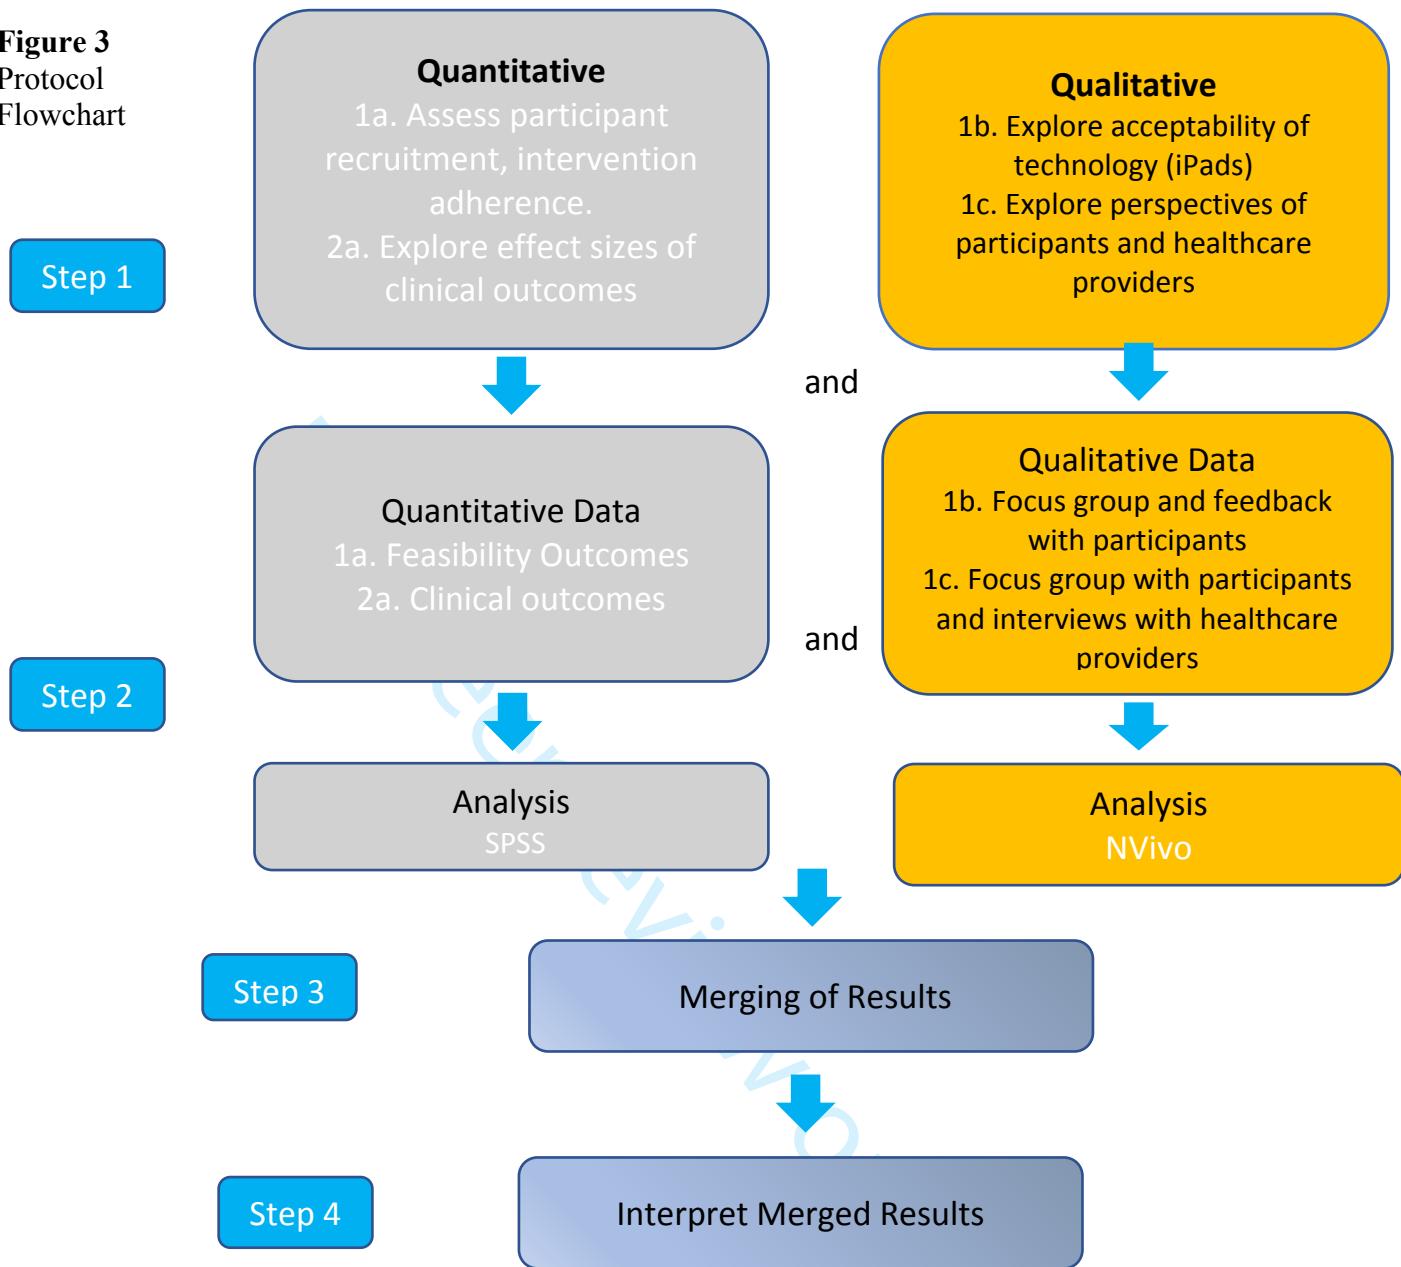 Figure 3
Protocol
Flowchart
Quantitative
1a. Assess participant
recruitment, intervention
adherence.
2a. Explore effect sizes of
clinical outcomes
Qualitative
1b. Explore acceptability of
technology (iPads)
1c. Explore perspectives of
participants and healthcare
providers
Step 1
and
Quantitative Data
1a. Feasibility Outcomes
2a. Clinical outcomes
Qualitative Data
1b. Focus group and feedback
with participants
1c. Focus group with participants
and interviews with healthcare
providers
and
Step 2
Analysis
SPSS
Analysis
NVivo
Step 3
Merging of Results
Step 4
Interpret Merged Results